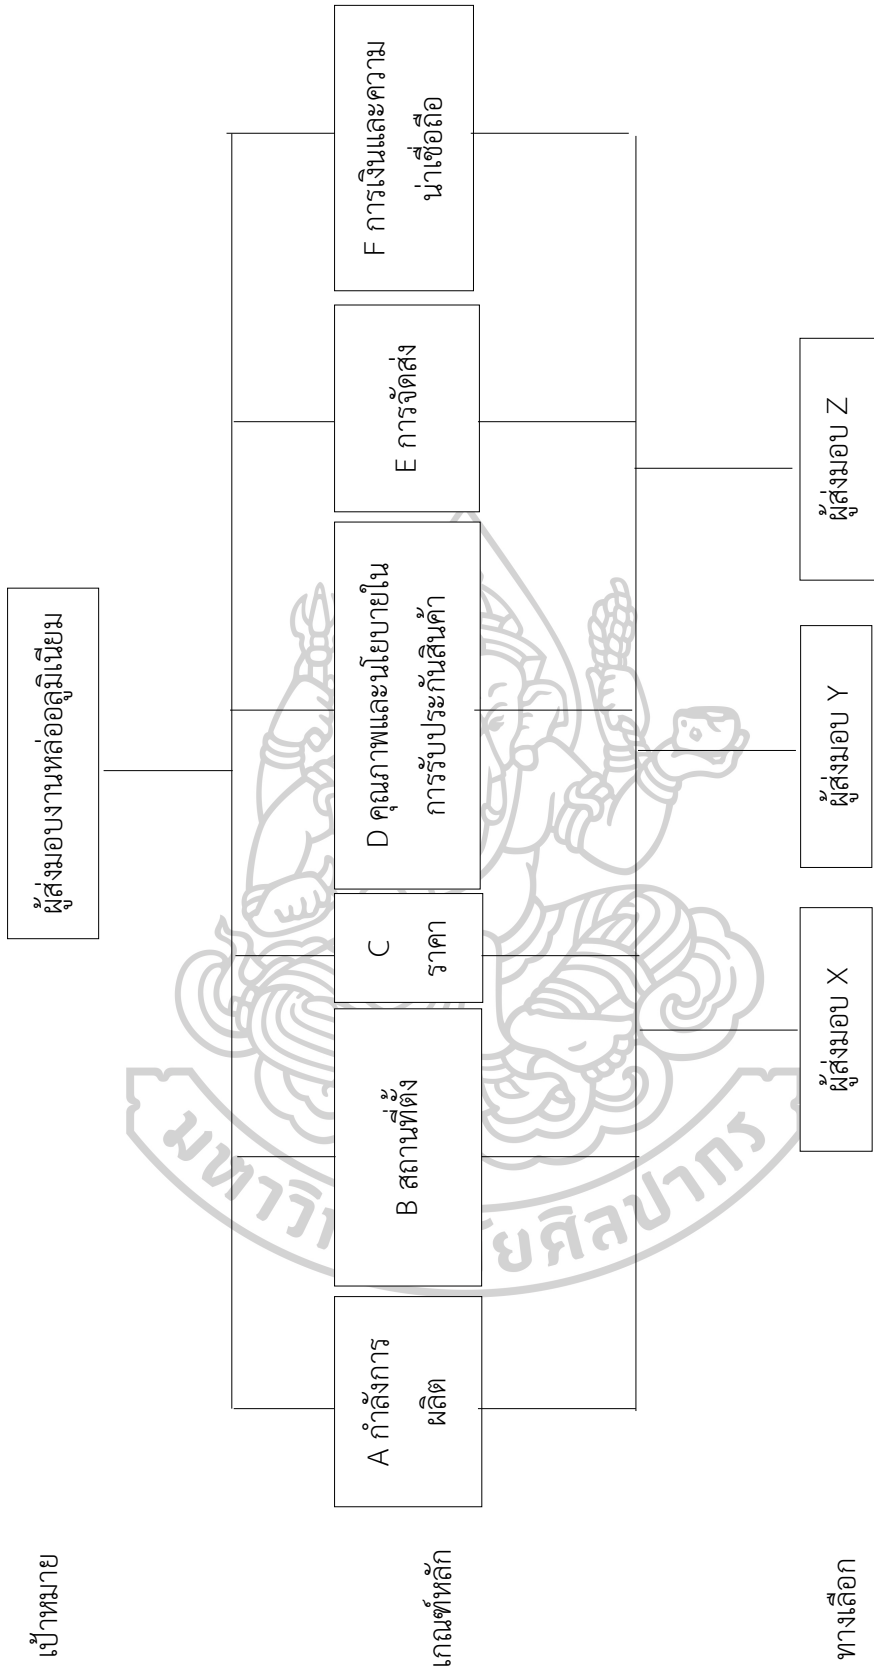 เป้าหมาย
ผู้ส่งมอบงานหล่ออลูมิเนียม
เกณฑ์หลัก
A กำลังการ
ผลิต
B สถานที่ตั้ง
C
ราคา
D คุณภาพและนโยบายใน
การรับประกันสินค้า
E การจัดส่ง
F การเงินและความ
น่าเชื่อถือ
ทางเลือก
ผู้ส่งมอบ X
ผู้ส่งมอบ Y
ผู้ส่งมอบ Z